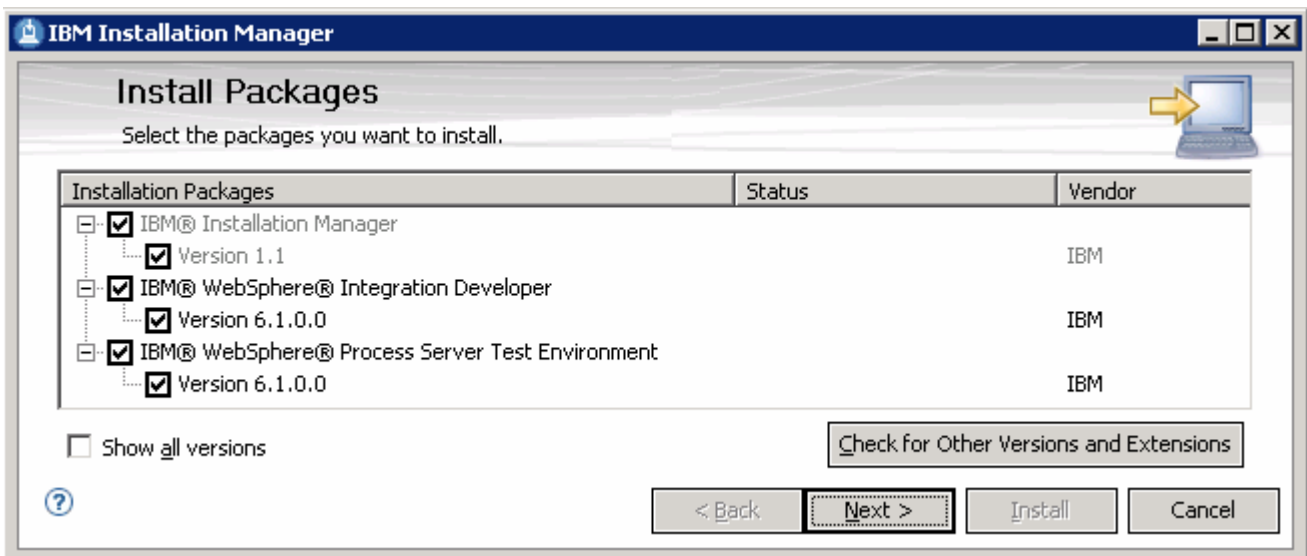 IBM Installation Manager
Install Packages
Select the packages you want to install.
Installation Packages Status Vendor
IBM® Installation Manager
Version 1.1 IBM
IBM® WebSphere® Integration Developer
Version 6.1.0.0 IBM
IBM® WebSphere® Process Server Test Environment
Version 6.1.0.0 IBM
Show all versions Check for Other Versions and Extensions
? < Back Next > Install Cancel